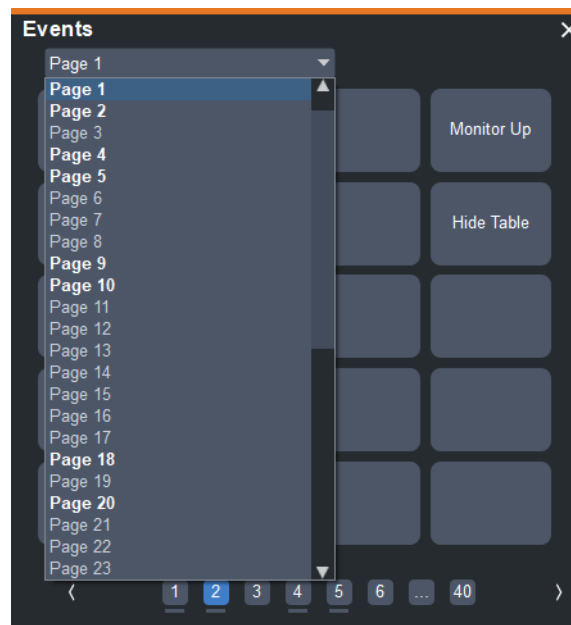 Events
Page 1
Page 1
Page 2
Page 3
Page 4
Page 5
Page 6
Page 7
Page 8
Page 9
Page 10
Page 11
Page 12
Page 13
Page 14
Page 15
Page 16
Page 17
Page 18
Page 19
Page 20
Page 21
Page 22
Page 23
Monitor Up
Hide Table
1 2 3 4 5 6 ... 40